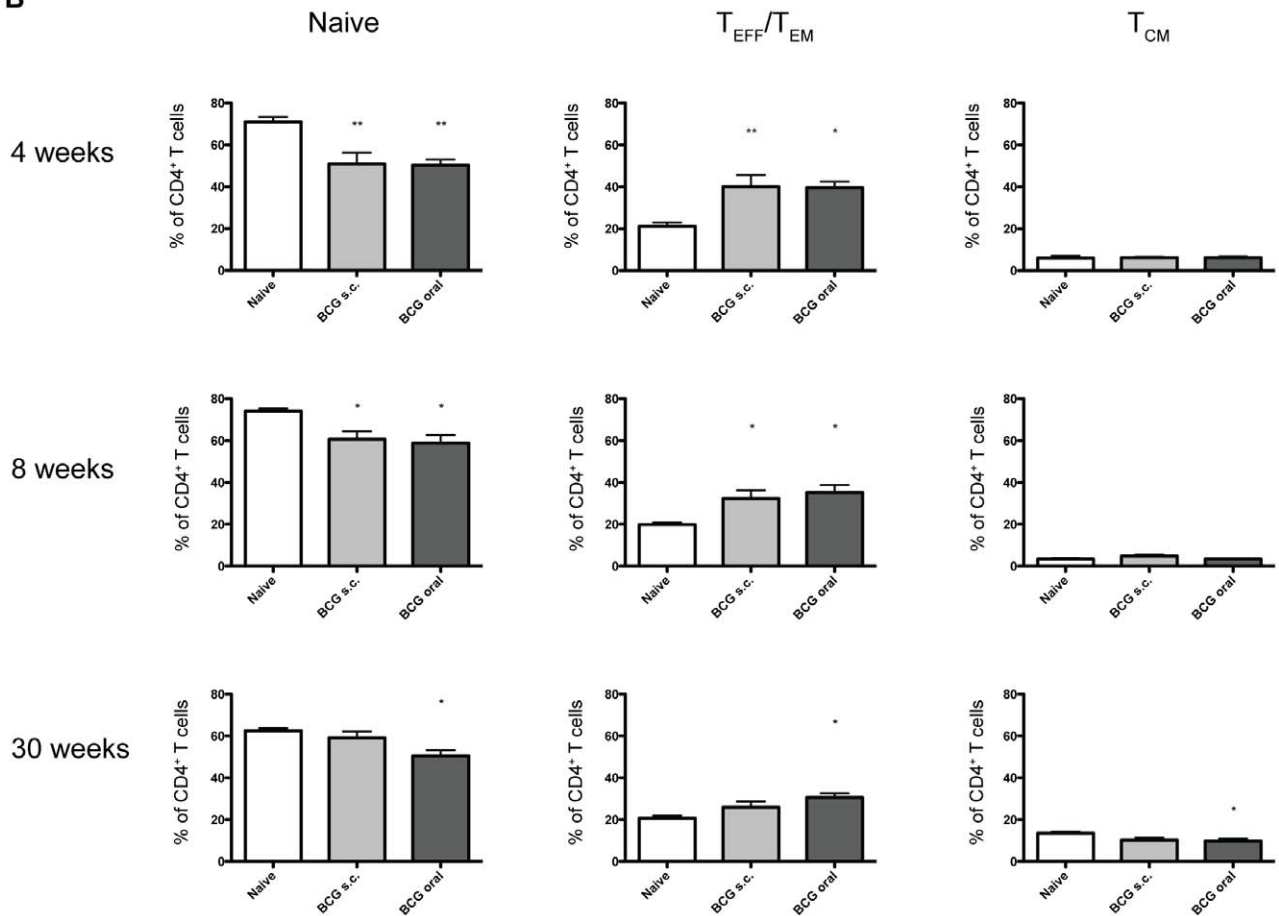 B
Naive
T_EFF/T_EM
T_CM
4 weeks
% of CD4⁺ T cells
80
60
40
20
0
**
**
Naive
BCG s.c.
BCG oral
% of CD4⁺ T cells
80
60
40
20
0
**
*
Naive
BCG s.c.
BCG oral
% of CD4⁺ T cells
80
60
40
20
0
Naive
BCG s.c.
BCG oral
8 weeks
% of CD4⁺ T cells
80
60
40
20
0
*
*
Naive
BCG s.c.
BCG oral
% of CD4⁺ T cells
80
60
40
20
0
*
*
Naive
BCG s.c.
BCG oral
% of CD4⁺ T cells
80
60
40
20
0
Naive
BCG s.c.
BCG oral
30 weeks
% of CD4⁺ T cells
80
60
40
20
0
*
Naive
BCG s.c.
BCG oral
% of CD4⁺ T cells
80
60
40
20
0
*
Naive
BCG s.c.
BCG oral
% of CD4⁺ T cells
80
60
40
20
0
*
Naive
BCG s.c.
BCG oral